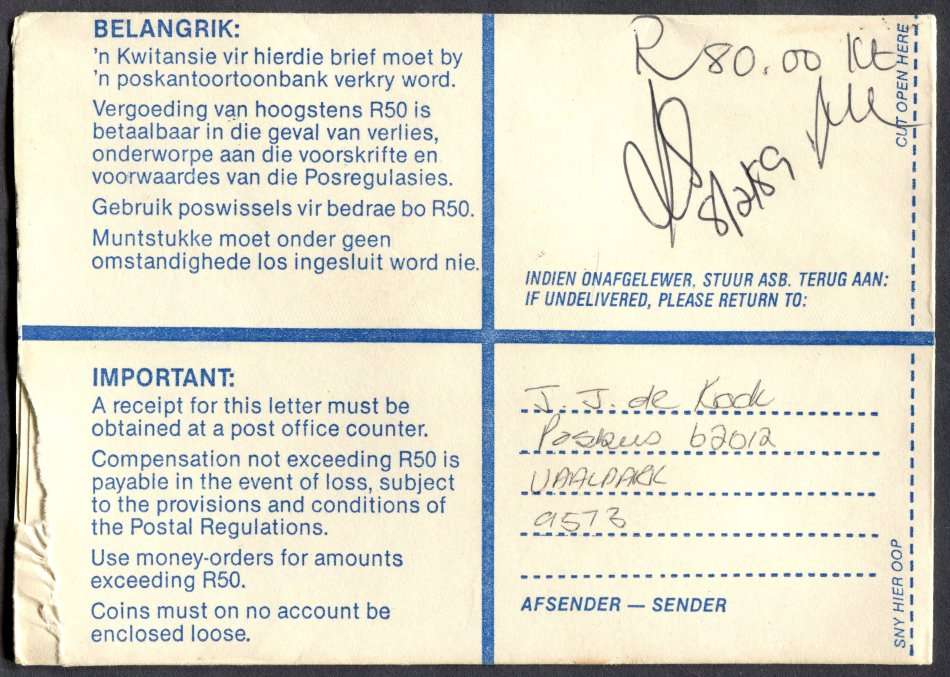 BELANGRIK:
'n Kwitansie vir hierdie brief moet by
'n poskantoortoonbank verkry word.
Vergoeding van hoogstens R50 is
betaalbaar in die geval van verlies,
onderworpe aan die voorskrifte en
voorwaardes van die Posregulasies.
Gebruik poswissels vir bedrae bo R50.
Muntstukke moet onder geen
omstandighede los ingesluit word nie.
R80.00
8/2/89
CUT OPEN HERE
INDIEN ONAFGELEWER, STUUR ASB. TERUG AAN:
IF UNDELIVERED, PLEASE RETURN TO:
IMPORTANT:
A receipt for this letter must be
obtained at a post office counter.
Compensation not exceeding R50 is
payable in the event of loss, subject
to the provisions and conditions of
the Postal Regulations.
Use money-orders for amounts
exceeding R50.
Coins must on no account be
enclosed loose.
J. J. de Kock
Posbus 62012
VAALPARK
9573
AFSENDER — SENDER
SNY HIER OOP